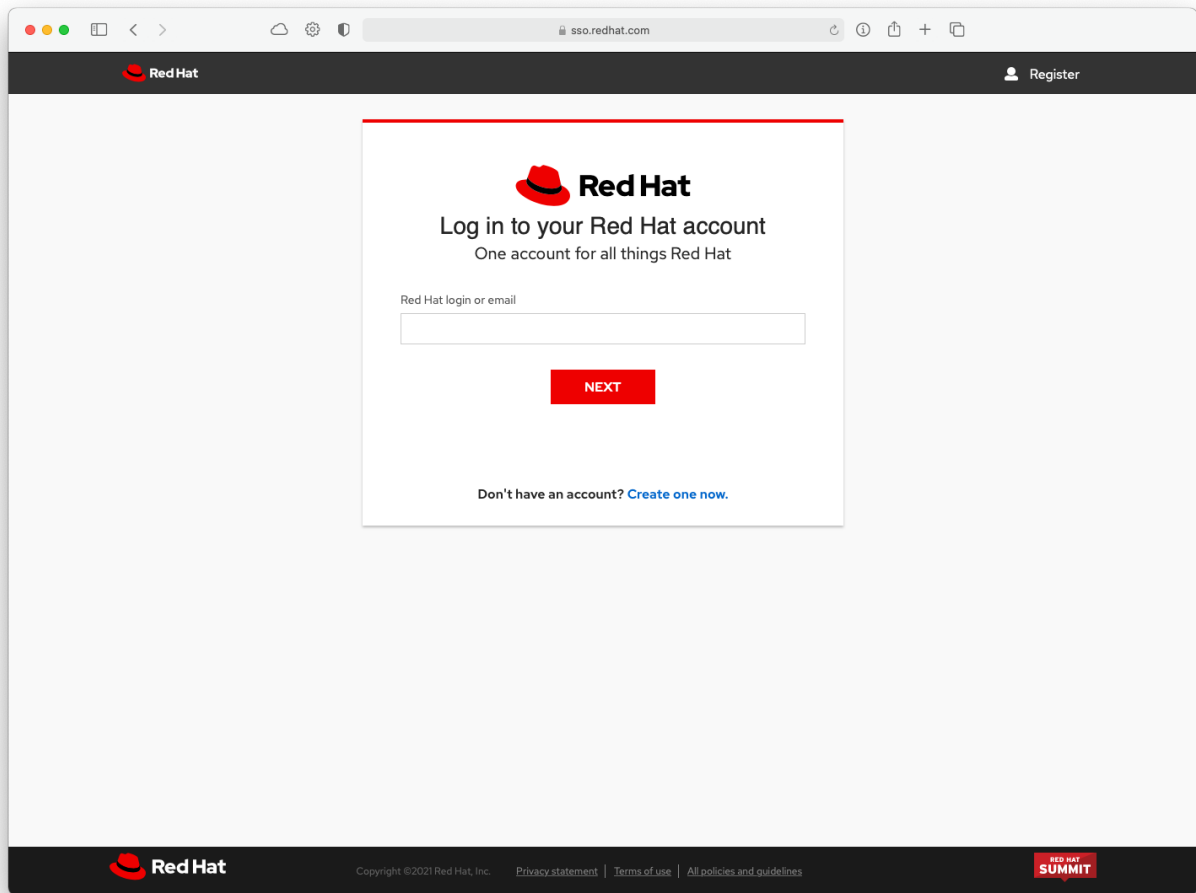 sso.redhat.com
Red Hat
Register
Red Hat
Log in to your Red Hat account
One account for all things Red Hat
Red Hat login or email
NEXT
Don't have an account? Create one now.
Red Hat
Copyright ©2021 Red Hat, Inc. Privacy statement | Terms of use | All policies and guidelines
RED HAT
SUMMIT